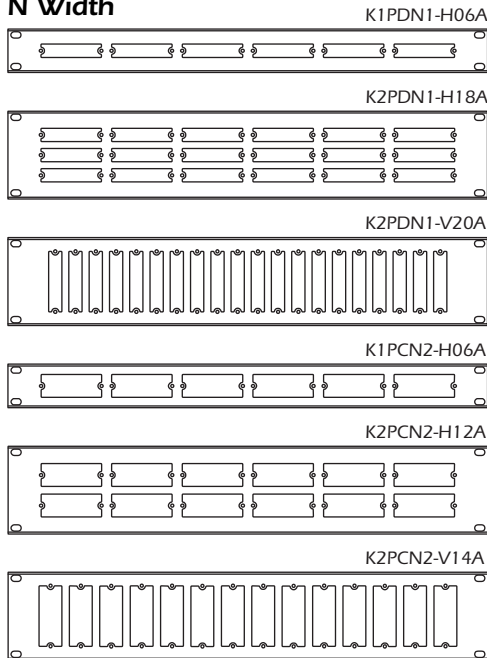 N Width
K1PDN1-H06A
K2PDN1-H18A
K2PDN1-V20A
K1PCN2-H06A
K2PCN2-H12A
K2PCN2-V14A